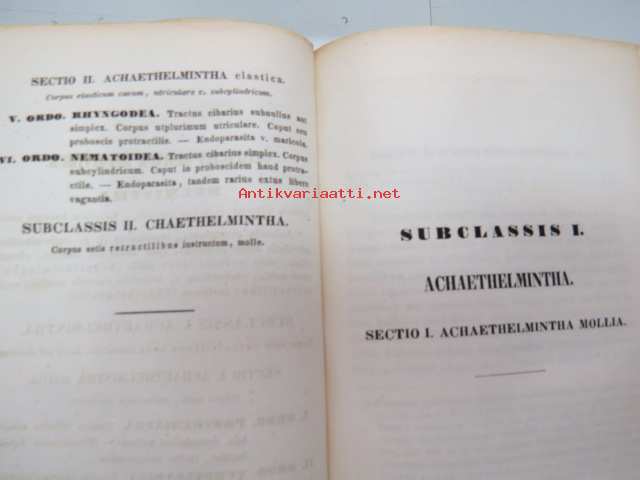 SECTIO II. ACHAETHELMINTHA elastica.
Corpus elasticum cavum, utriculare v. subcylindricum.
V. ORDO. RHYNGODEA. Tractus cibarius subnullus aut
simplex. Corpus utplurimum utriculare. Caput seu
proboscis protractilis. — Endoparasita v. maricola.
VI. ORDO. NEMATOIDEA. Tractus cibarius simplex. Corpus
subcylindricum. Caput in proboscidem haud protra-
ctile. — Endoparasita, tandem rarius extus libere
vagantia.
SUBCLASSIS II. CHAETHELMINTHA.
Corpus setis retractilibus instructum, molle.
Antikvariaatti.net
SUBCLASSIS I.
ACHAETHELMINTHA.
SECTIO I. ACHAETHELMINTHA MOLLIA.